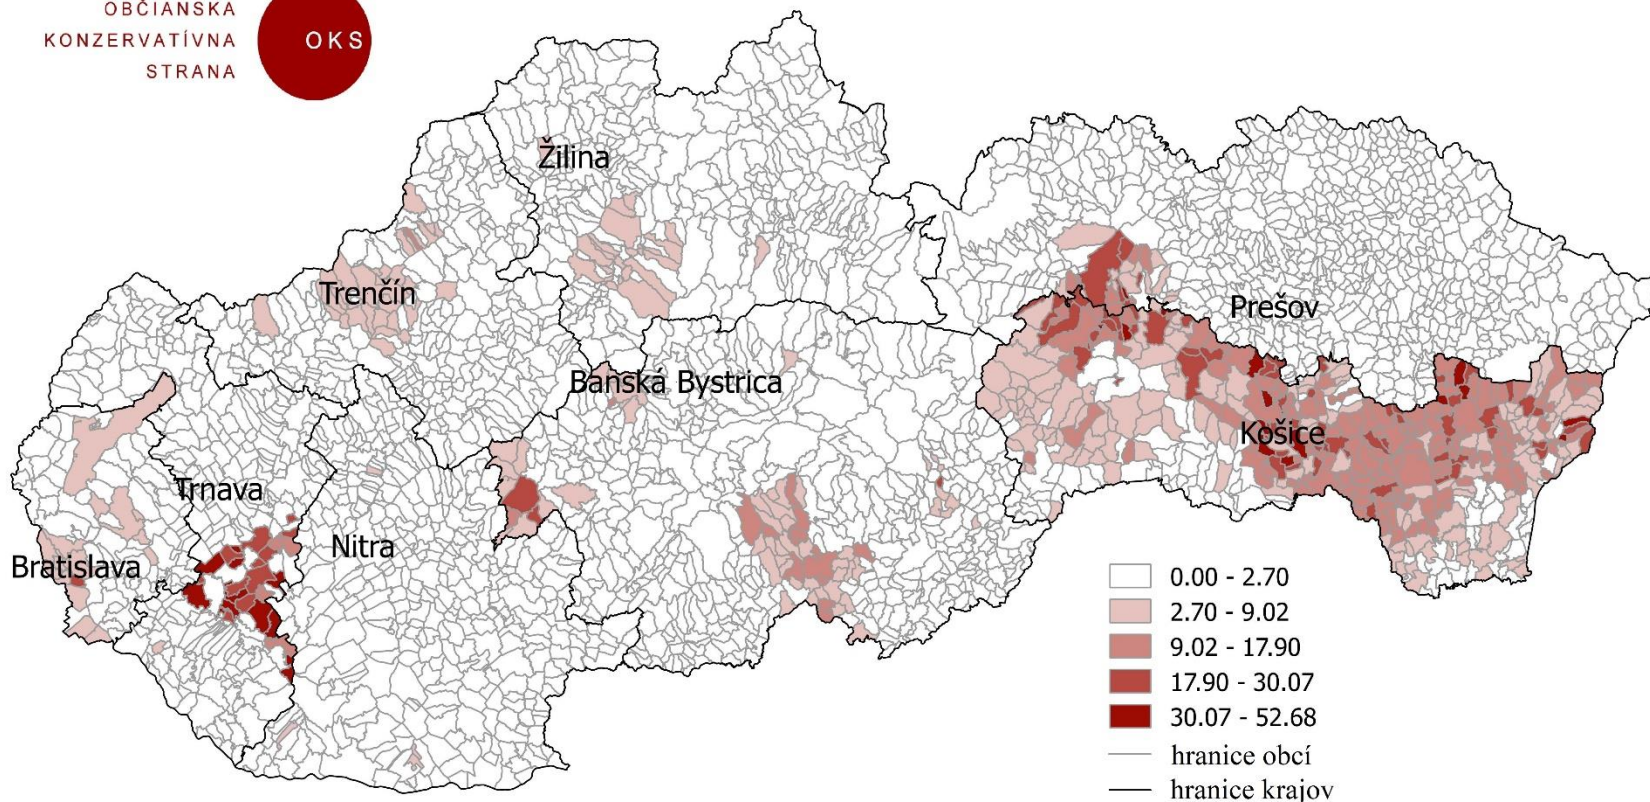 OBČIANSKA
KONZERVATÍVNA
STRANA
OKS
Žilina
Trenčín
Prešov
Banská Bystrica
Košice
Trnava
Nitra
Bratislava
0.00 - 2.70
2.70 - 9.02
9.02 - 17.90
17.90 - 30.07
30.07 - 52.68
hranice obcí
hranice krajov